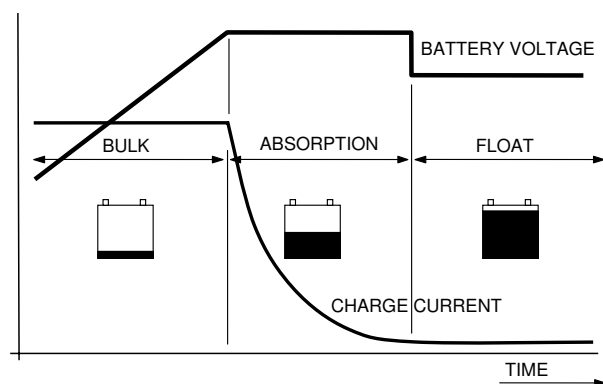 BATTERY VOLTAGE
BULK
ABSORPTION
FLOAT
CHARGE CURRENT
TIME